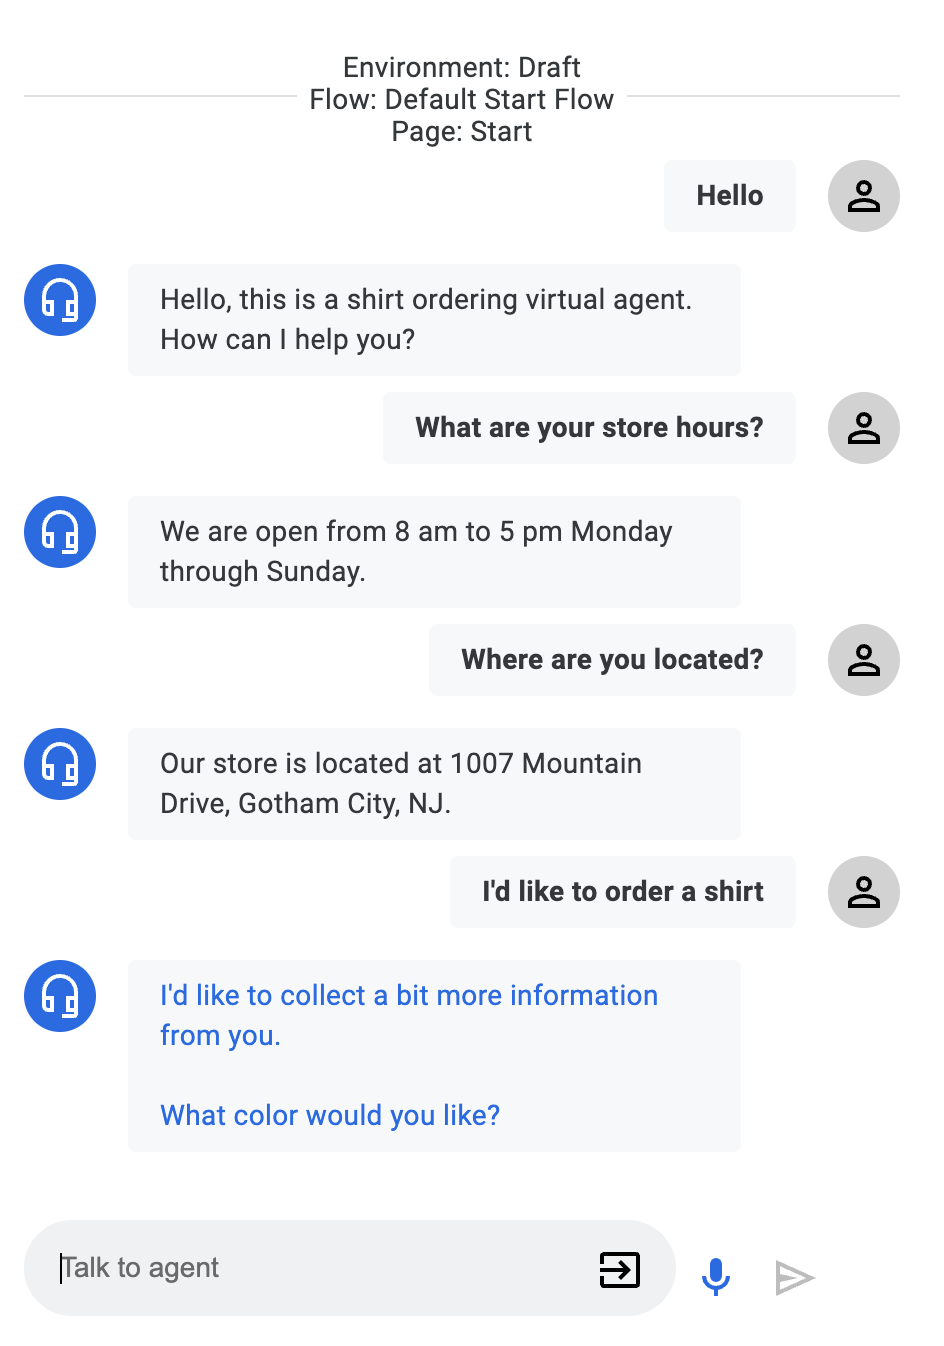 Environment: Draft
Flow: Default Start Flow
Page: Start
Hello
Hello, this is a shirt ordering virtual agent.
How can I help you?
What are your store hours?
We are open from 8 am to 5 pm Monday
through Sunday.
Where are you located?
Our store is located at 1007 Mountain
Drive, Gotham City, NJ.
I'd like to order a shirt
I'd like to collect a bit more information
from you.
What color would you like?
Talk to agent